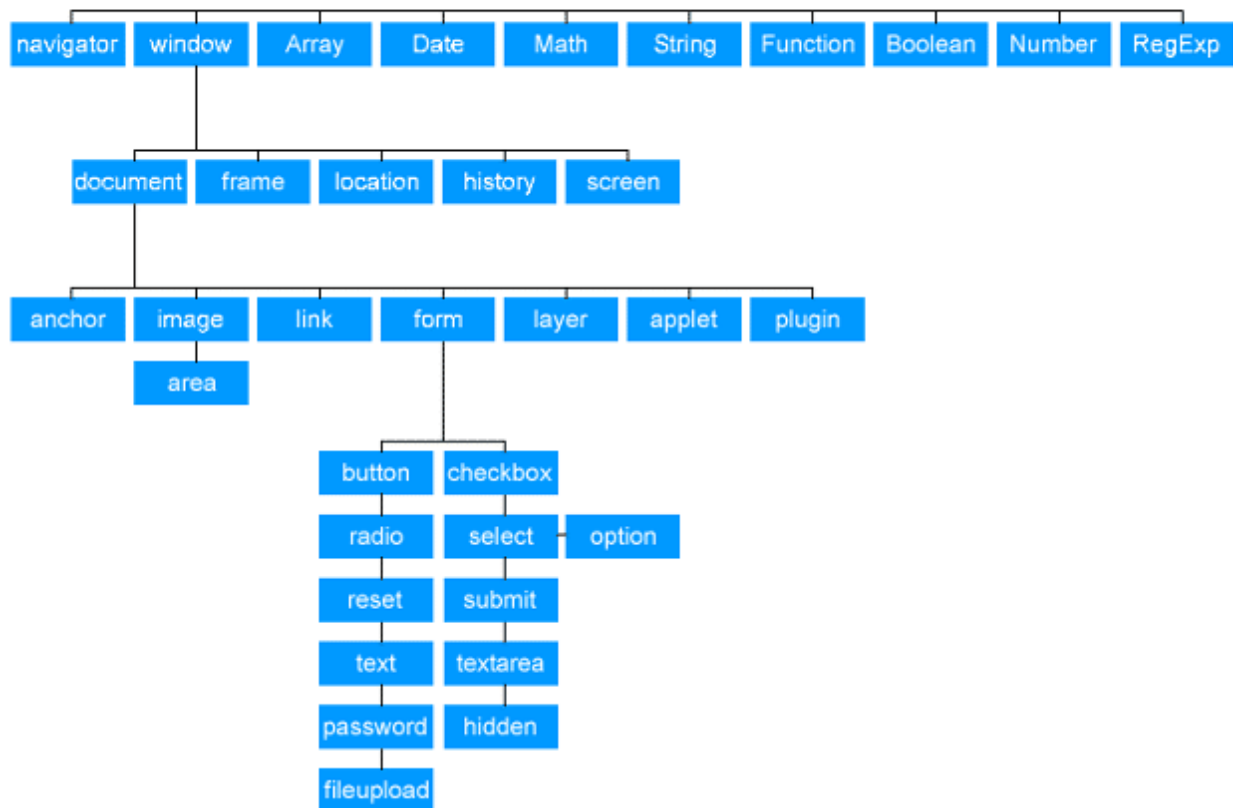 navigator window Array Date Math String Function Boolean Number RegExp
document frame location history screen
anchor image link form layer applet plugin
area
button checkbox
radio select option
reset submit
text textarea
password hidden
fileupload